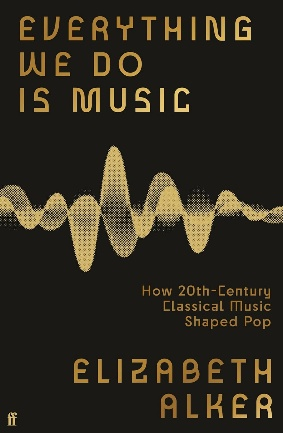 EVERYTHING
WE DO
IS MUSIC
How 20th-Century
Classical Music
Shaped Pop
ELIZABETH
ALKER
ff